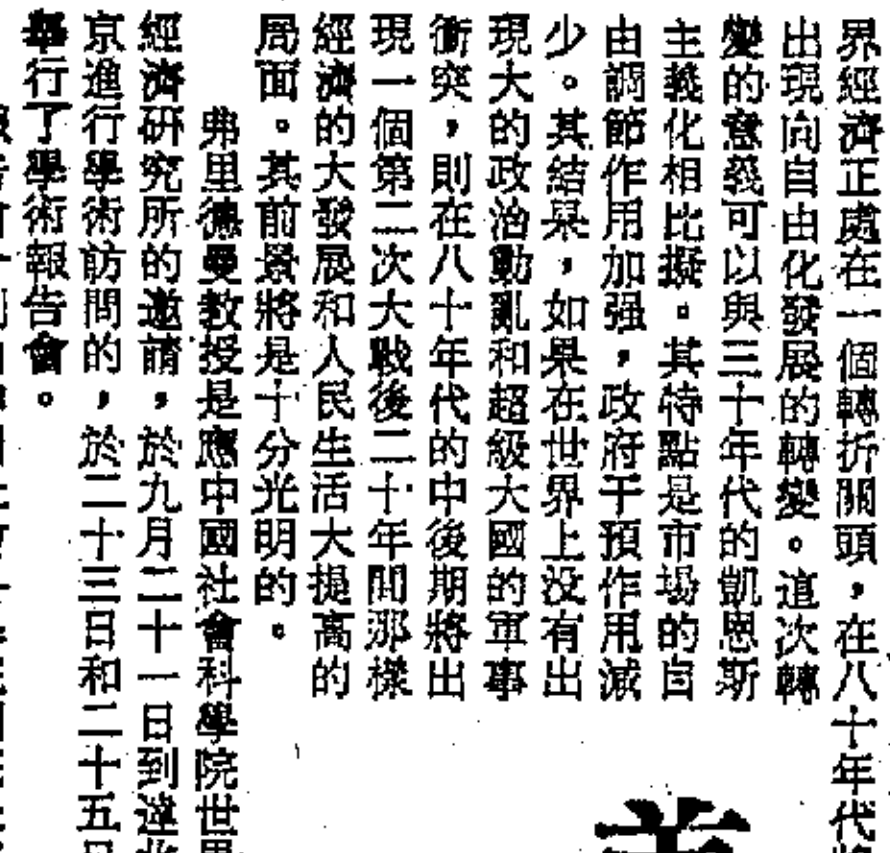 界經濟正處在一個轉折關頭，在八十年代將
出現向自由化發展的轉變。這次轉
變的意義可以與三十年代的凱恩斯
主義化相比擬。其特點是市場的自
由調節作用加强，政府干預作用減
少。其結果，如果在世界上没有出
現大的政治動亂和超級大國的軍事
衝突，則在八十年代的中後期將出
現一個第二次大戰後二十年間那樣
經濟的大發展和人民生活大提高的
局面。其前景將是十分光明的。
弗里德曼教授是應中國社會科學院世界
經濟研究所的邀請，於九月二十一日到達北
京進行學術訪問的，於二十三日和二十五日
舉行了學術報告會。